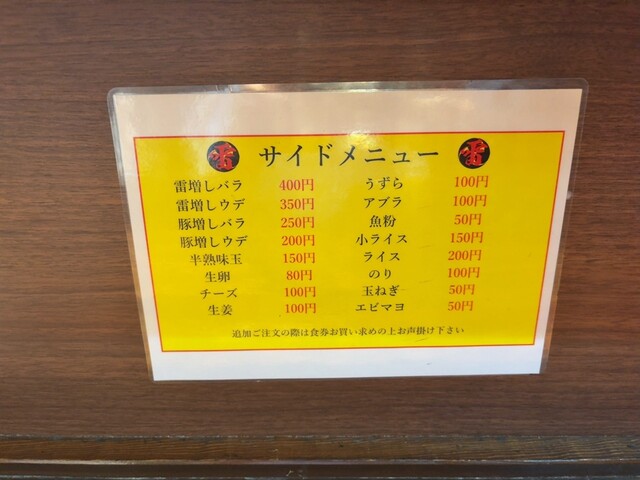 サイドメニュー
雷増しバラ 400円
雷増しウデ 350円
豚増しバラ 250円
豚増しウデ 200円
半熟味玉 150円
生卵 80円
チーズ 100円
生姜 100円
うずら 100円
アブラ 100円
魚粉 50円
小ライス 150円
ライス 200円
のり 100円
玉ねぎ 50円
エビマヨ 50円
追加ご注文の際は食券お買い求めの上お声掛け下さい